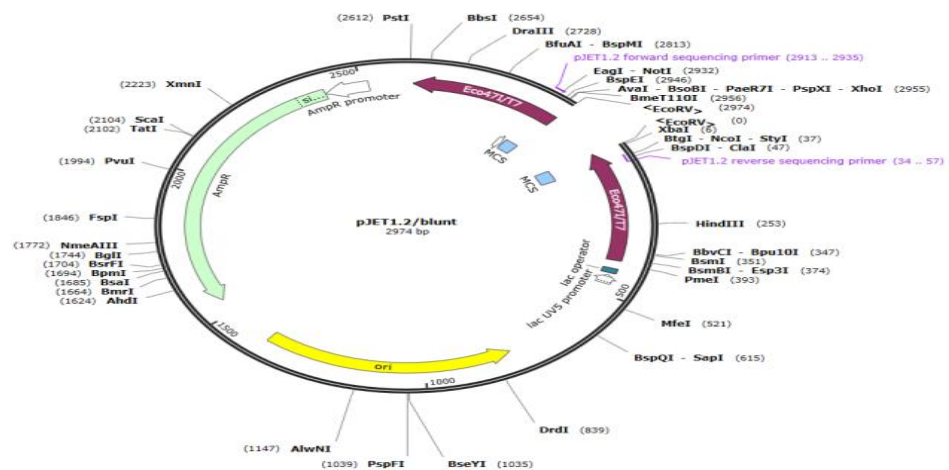 (2612) PstI
BbsI (2654)
DraIII (2728)
BfuAI - BspMI (2813)
pJET1.2 forward sequencing primer (2913 .. 2935)
EagI - NotI (2932)
BspEI (2946)
AvaI - BsoBI - PaeR7I - PspXI - XhoI (2955)
BmeT110I (2956)
<EcoRV> (2974)
<EcoRV> (0)
XbaI (6)
BtgI - NcoI - StyI (37)
BspDI - ClaI (47)
pJET1.2 reverse sequencing primer (34 .. 57)
HindIII (253)
BbvCI - Bpu10I (347)
BsmI (351)
BsmBI - Esp3I (374)
PmeI (393)
MfeI (521)
BspQI - SapI (615)
DrdI (839)
BseYI (1035)
(1039) PspFI
(1147) AlwNI
(1624) AhdI
(1664) BmrI
(1685) BsaI
(1694) BpmI
(1704) BsrFI
(1744) BglI
(1772) NmeAIII
(1846) FspI
(1994) PvuI
(2102) TatI
(2104) ScaI
(2223) XmnI
2500
2000
1500
1000
500
si...
AmpR promoter
AmpR
Eco47I/T7
MCS
MCS
Eco47I/T7
lac operator
lac UV5 promoter
ori
pJET1.2/blunt
2974 bp